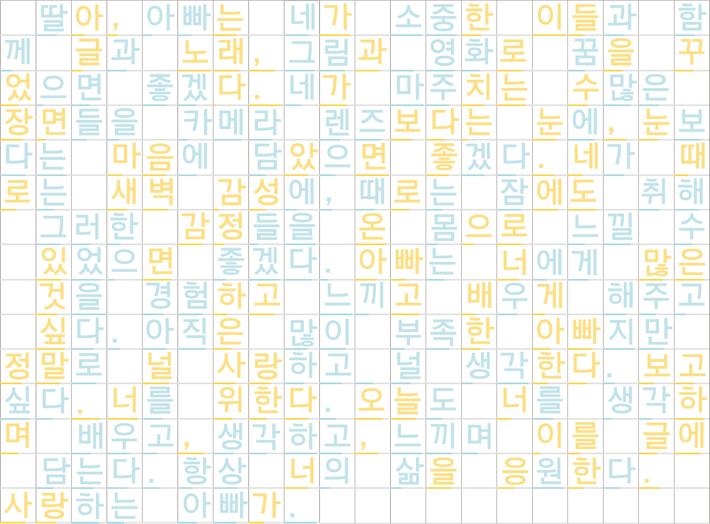 딸아, 아빠는 네가 소중한 이들과 함
께 글과 노래, 그림과 영화로 꿈을 꾸
었으면 좋겠다. 네가 마주치는 수많은
장면들을 카메라 렌즈보다는 눈에, 눈보
다는 마음에 담았으면 좋겠다. 네가 때
로는 새벽 감성에, 때로는 잠에도 취해
그러한 감정들을 온 몸으로 느낄 수
있었으면 좋겠다. 아빠는 너에게 많은
것을 경험하고 느끼고 배우게 해주고
싶다. 아직은 많이 부족한 아빠지만
정말로 널 사랑하고 널 생각한다. 보고
싶다. 너를 위한다. 오늘도 너를 생각하
며 배우고, 생각하고, 느끼며 이를 글에
담는다. 항상 너의 삶을 응원한다.
사랑하는 아빠가.